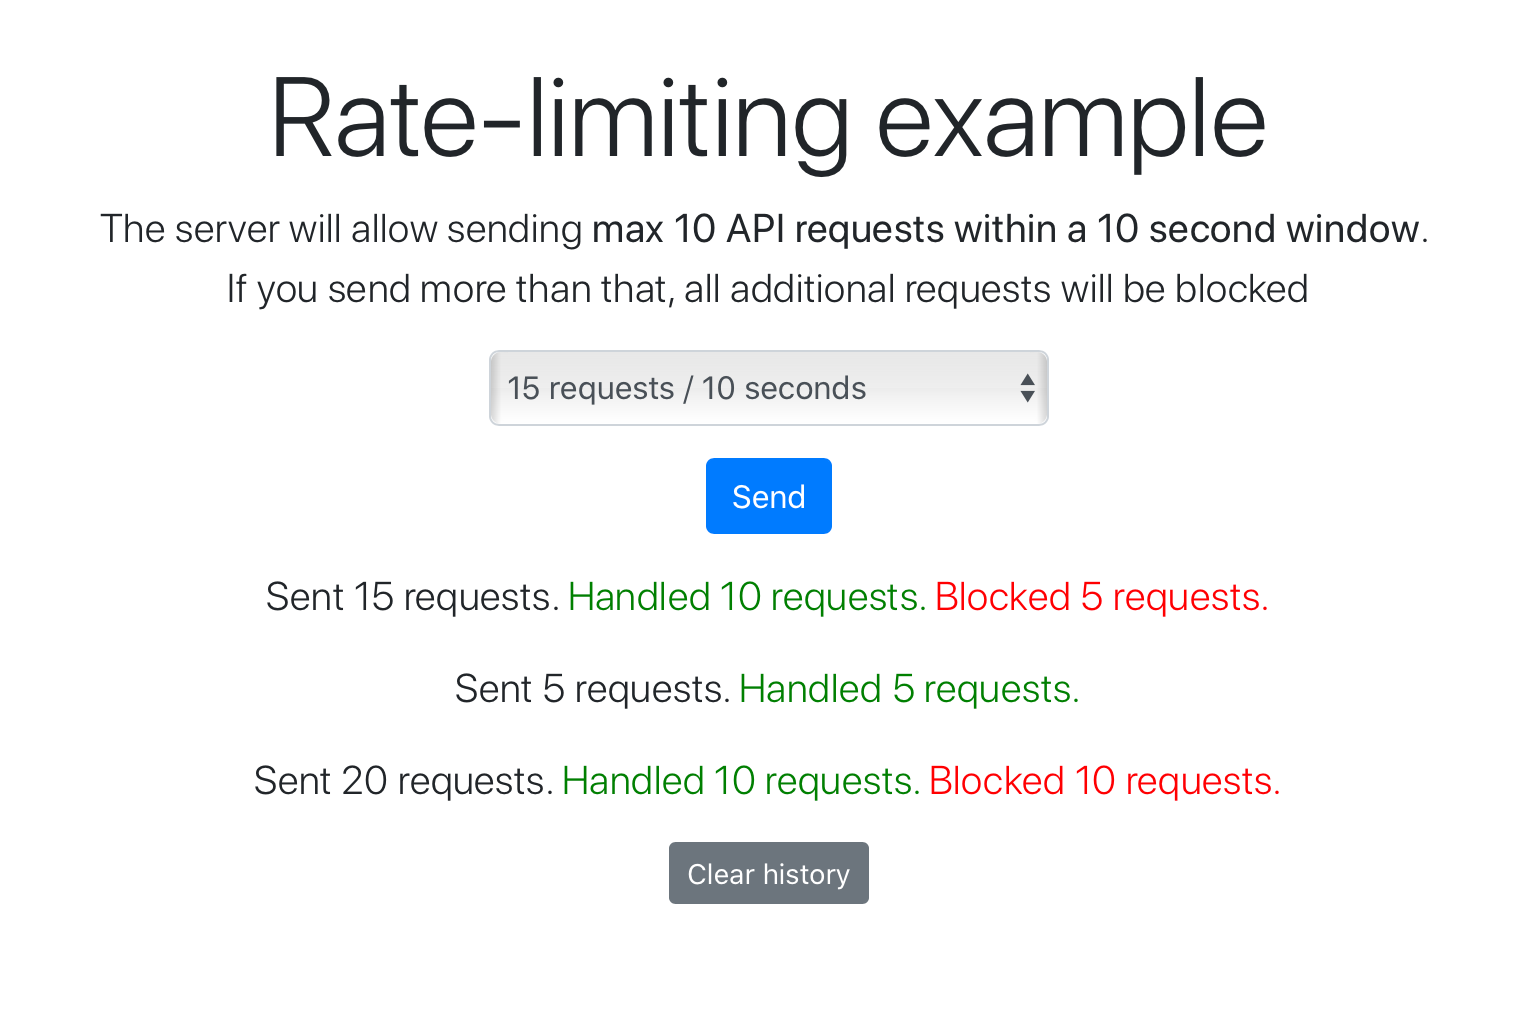 Rate-limiting example
The server will allow sending max 10 API requests within a 10 second window.
If you send more than that, all additional requests will be blocked
15 requests / 10 seconds
Send
Sent 15 requests. Handled 10 requests. Blocked 5 requests.
Sent 5 requests. Handled 5 requests.
Sent 20 requests. Handled 10 requests. Blocked 10 requests.
Clear history